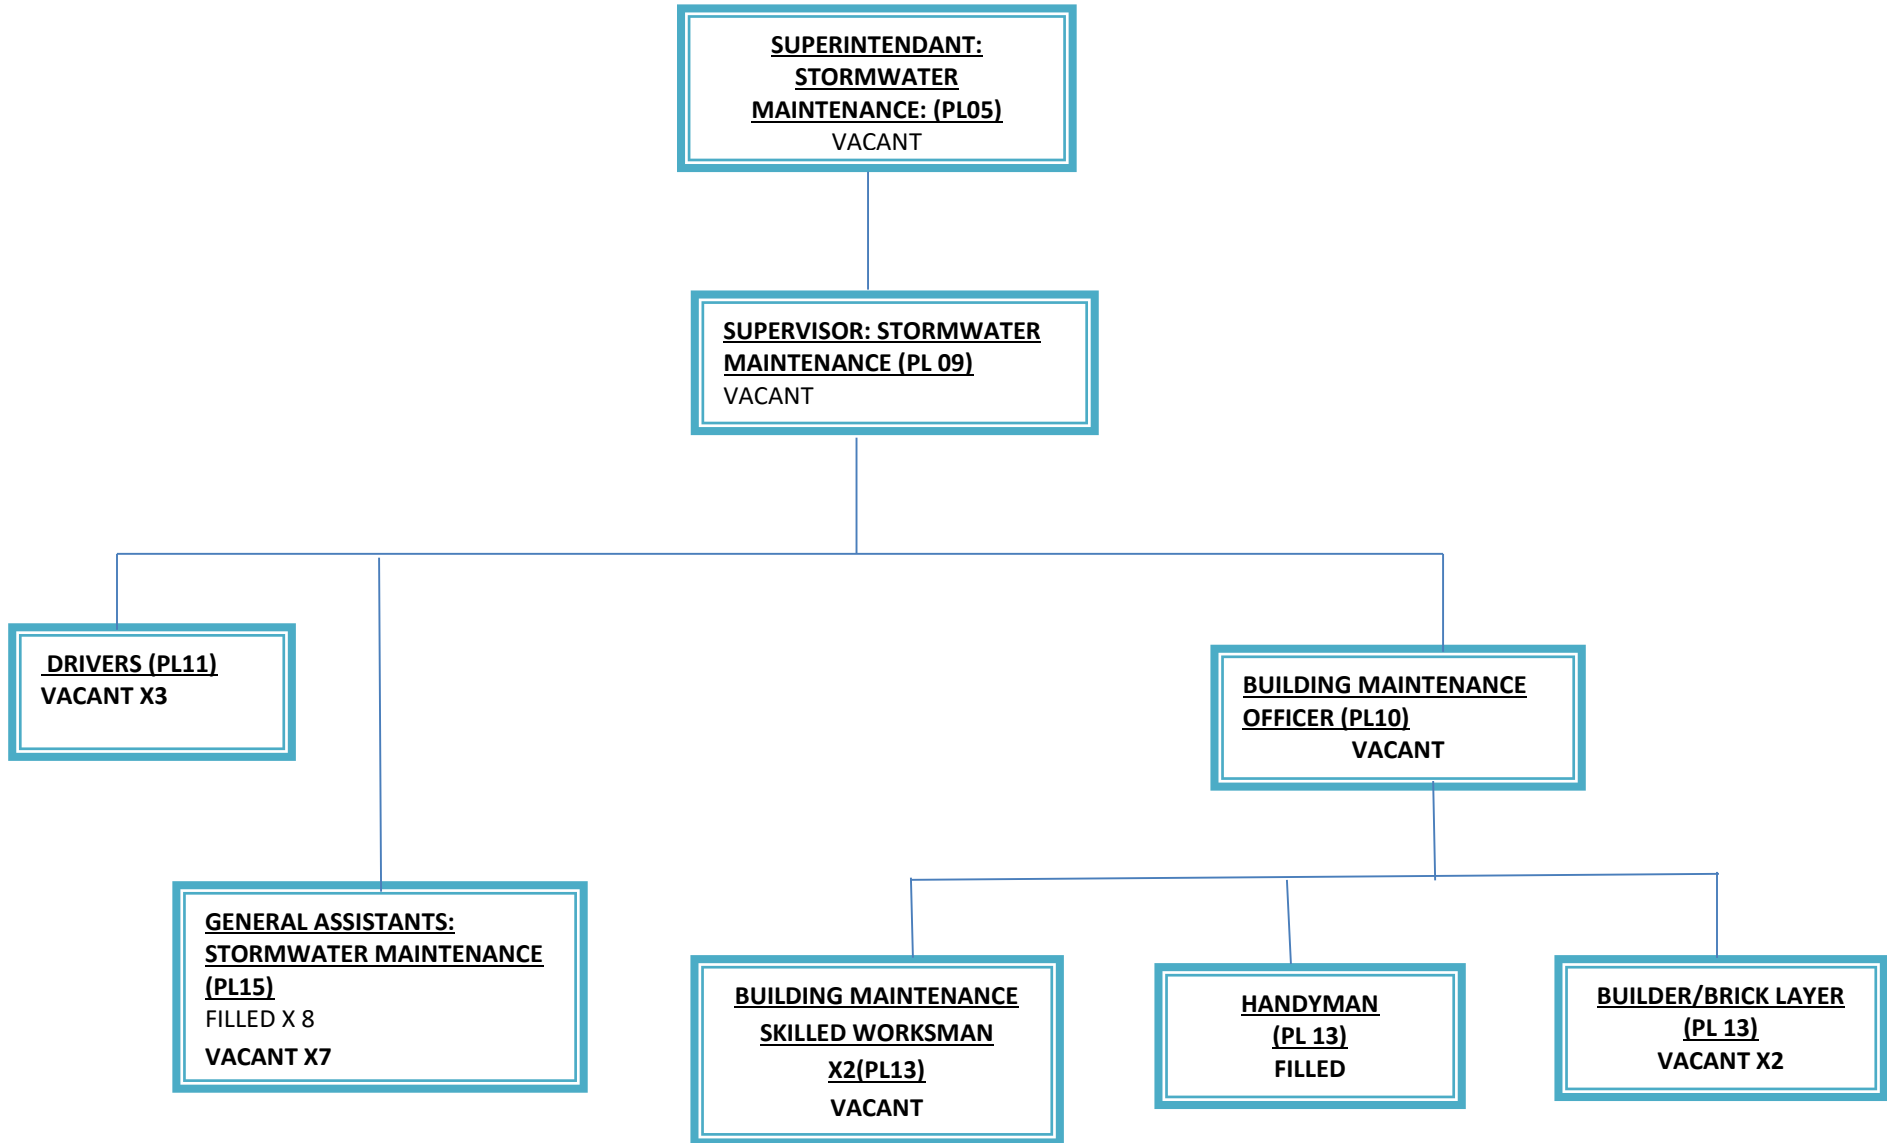 SUPERINTENDANT:
STORMWATER
MAINTENANCE: (PL05)
VACANT
SUPERVISOR: STORMWATER
MAINTENANCE (PL 09)
VACANT
DRIVERS (PL11)
VACANT X3
BUILDING MAINTENANCE
OFFICER (PL10)
VACANT
GENERAL ASSISTANTS:
STORMWATER MAINTENANCE
(PL15)
FILLED X 8
VACANT X7
BUILDING MAINTENANCE
SKILLED WORKSMAN
X2(PL13)
VACANT
HANDYMAN
(PL 13)
FILLED
BUILDER/BRICK LAYER
(PL 13)
VACANT X2